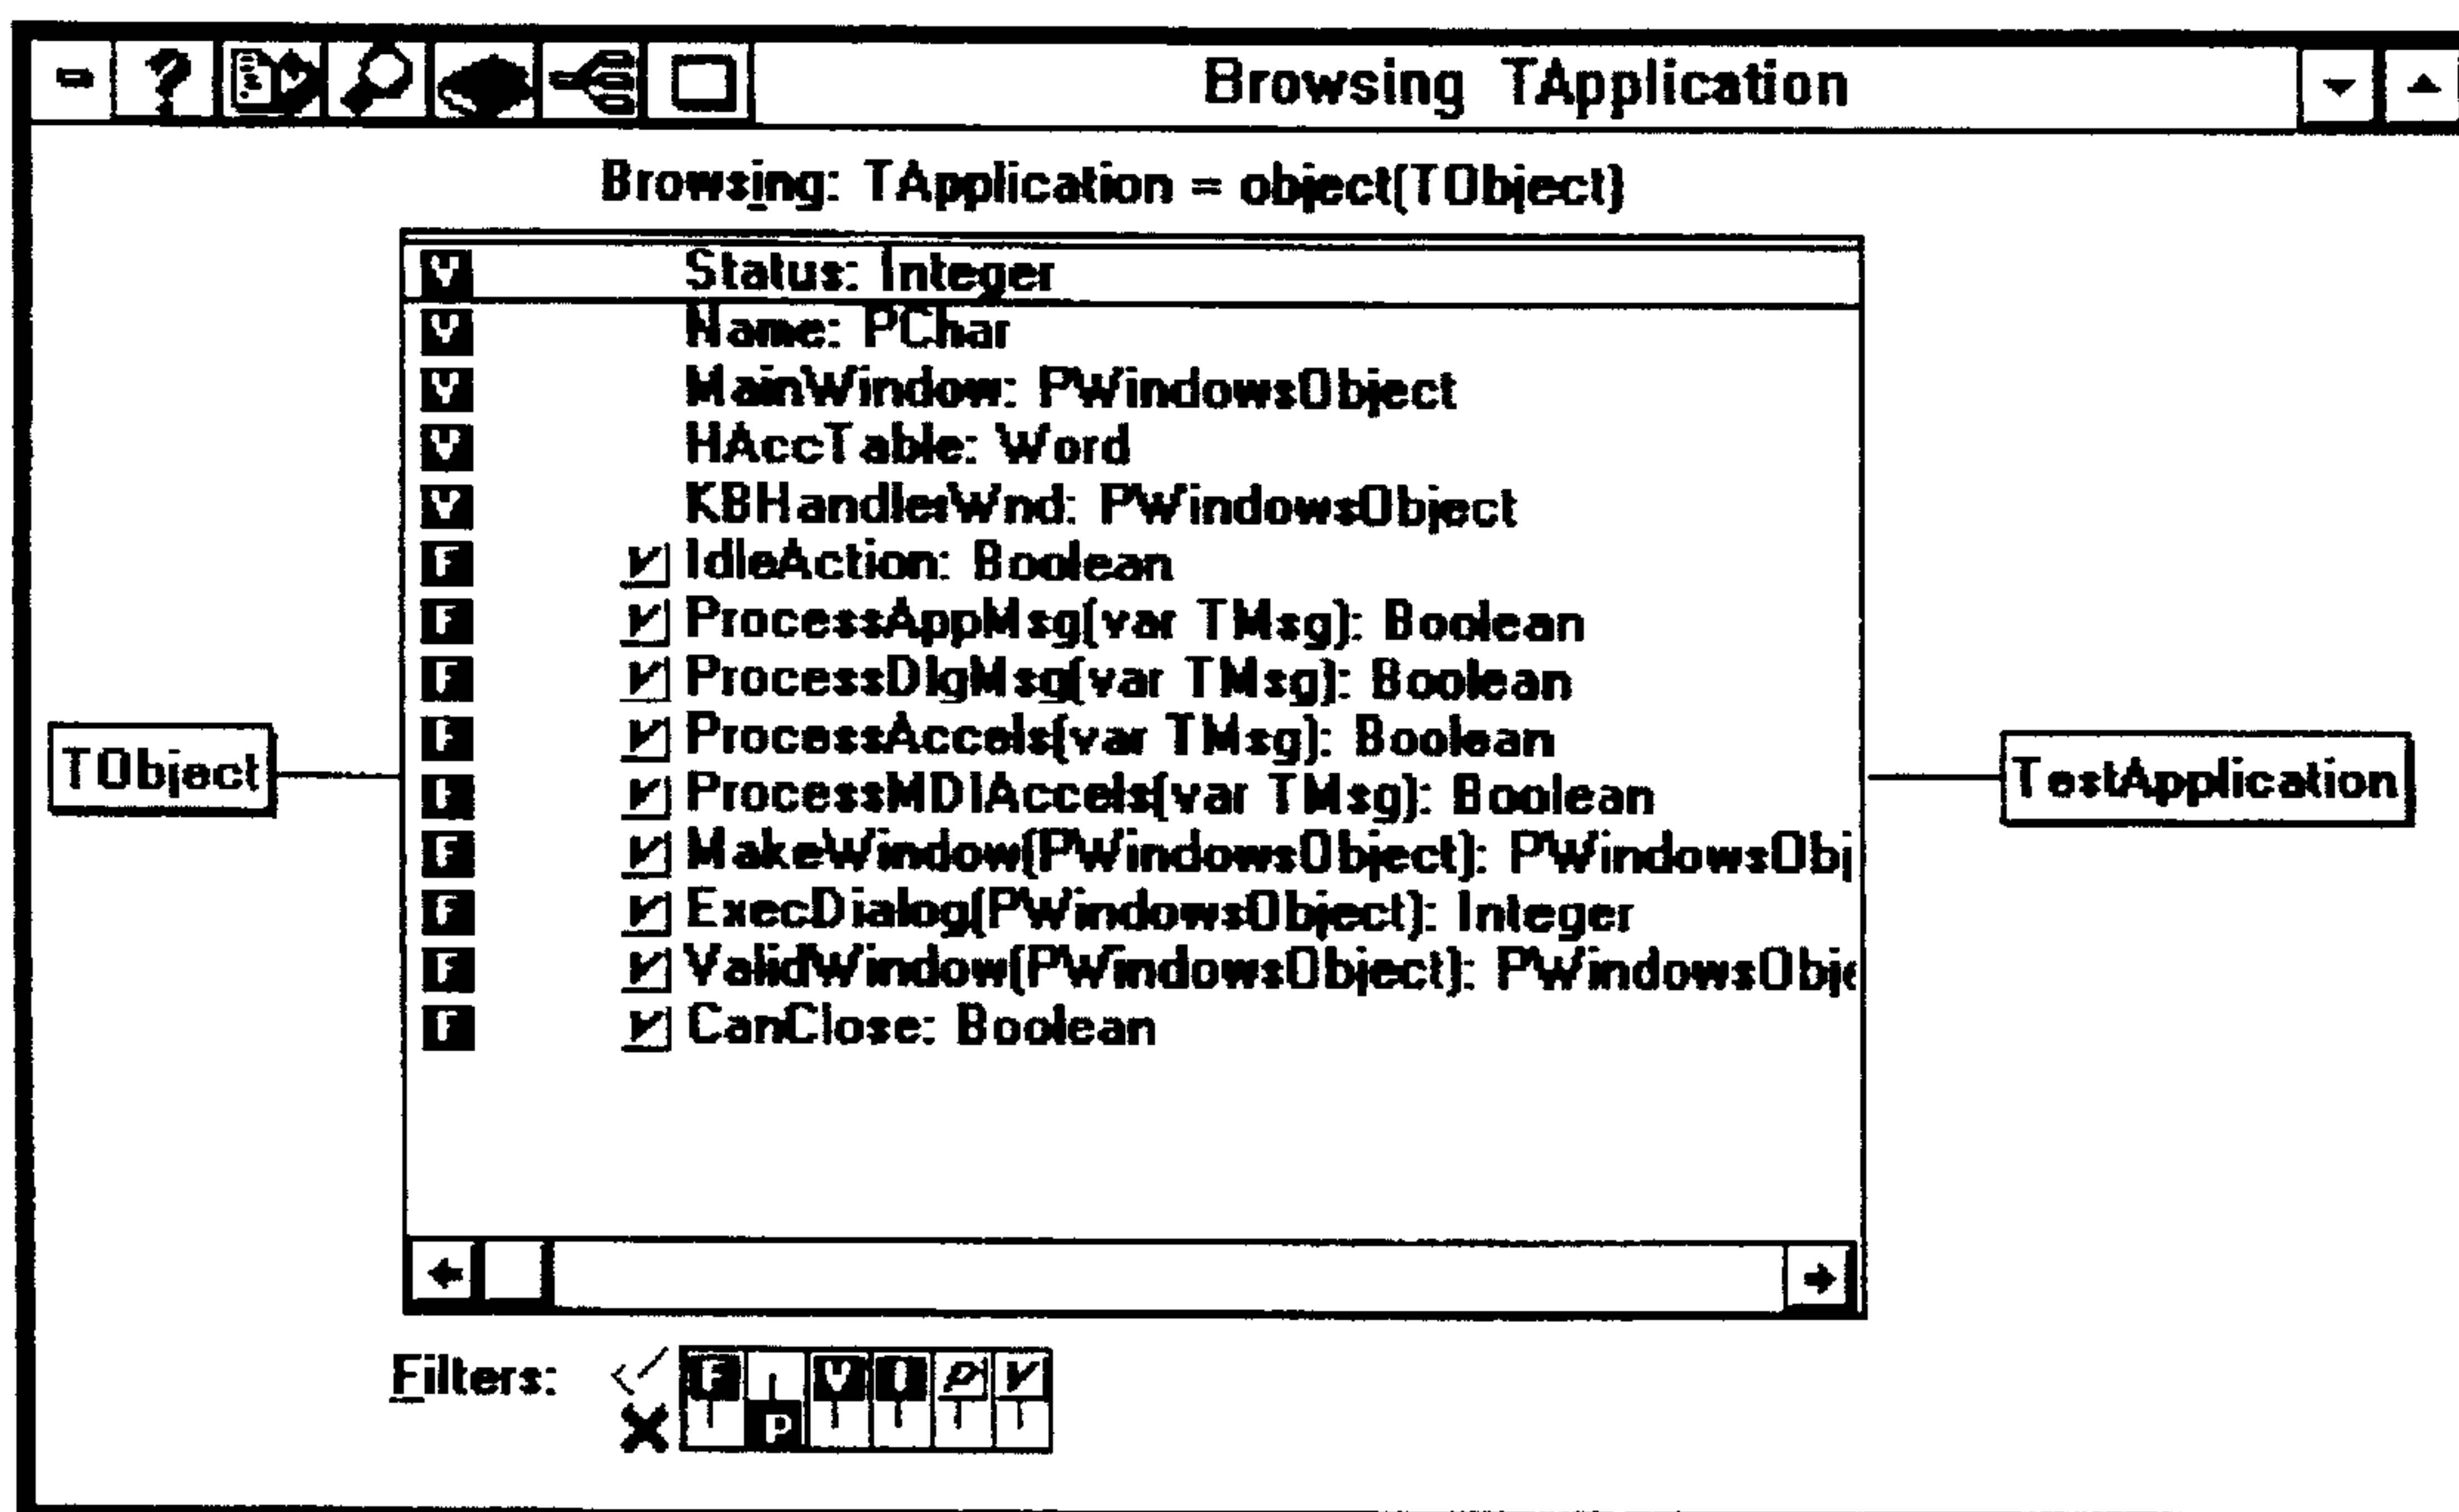 Browsing TApplication
Browsing: TApplication = object(TObject)
V Status: Integer
V Name: PChar
V MainWindow: PWindowsObject
V HAccTable: Word
V KBHandlerWnd: PWindowsObject
F V IdleAction: Boolean
F V ProcessAppMsg(var TMsg): Boolean
F V ProcessDlgMsg(var TMsg): Boolean
F V ProcessAccels(var TMsg): Boolean
F V ProcessMDIAccels(var TMsg): Boolean
F V MakeWindow(PWindowsObject): PWindowsObj
F V ExecDialog(PWindowsObject): Integer
F V ValidWindow(PWindowsObject): PWindowsObje
F V CanClose: Boolean
TObject
TestApplication
Filters: F V O V
P